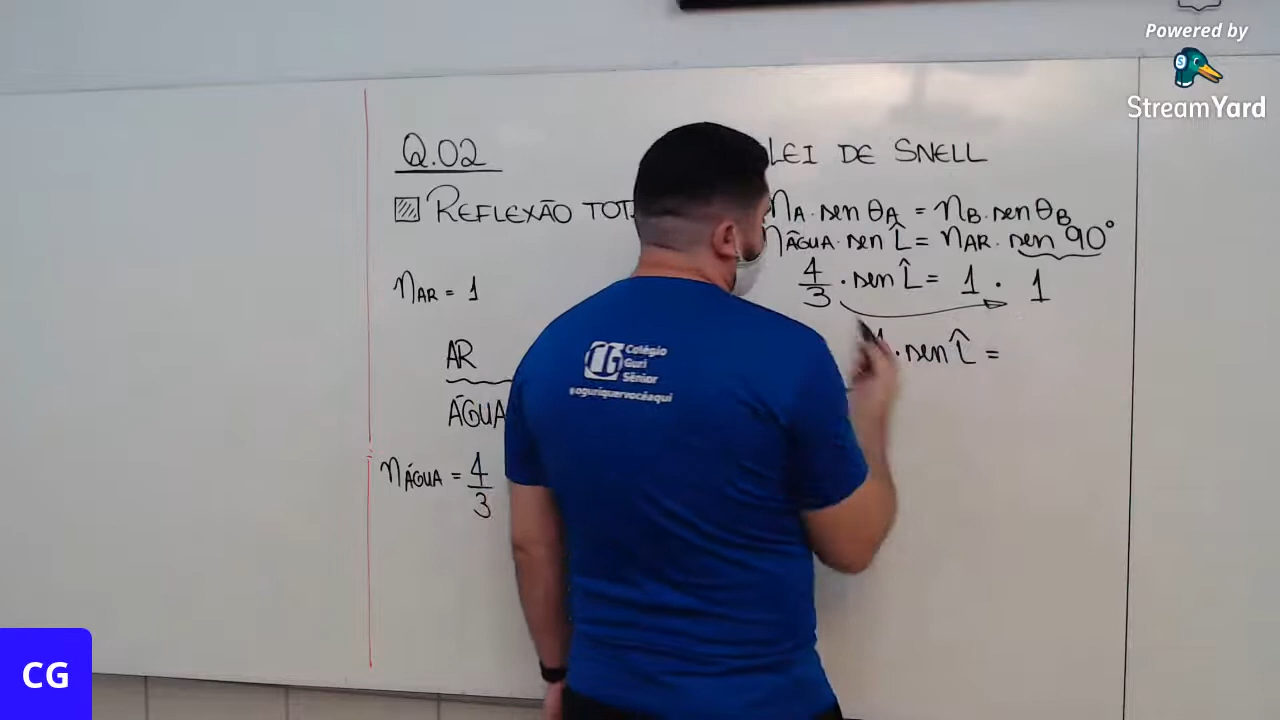 Powered by
StreamYard
Q.02
REFLEXÃO TOT
LEI DE SNELL
nA . sen θA = nB . sen θB
nÁGUA . sen L̂ = nAR . sen 90°
4/3 . sen L̂ = 1 . 1
. sen L̂ =
nAR = 1
AR
ÁGUA
nÁGUA = 4/3
CG Colégio
Guri
Sênior
@oguriquervocêaqui
CG